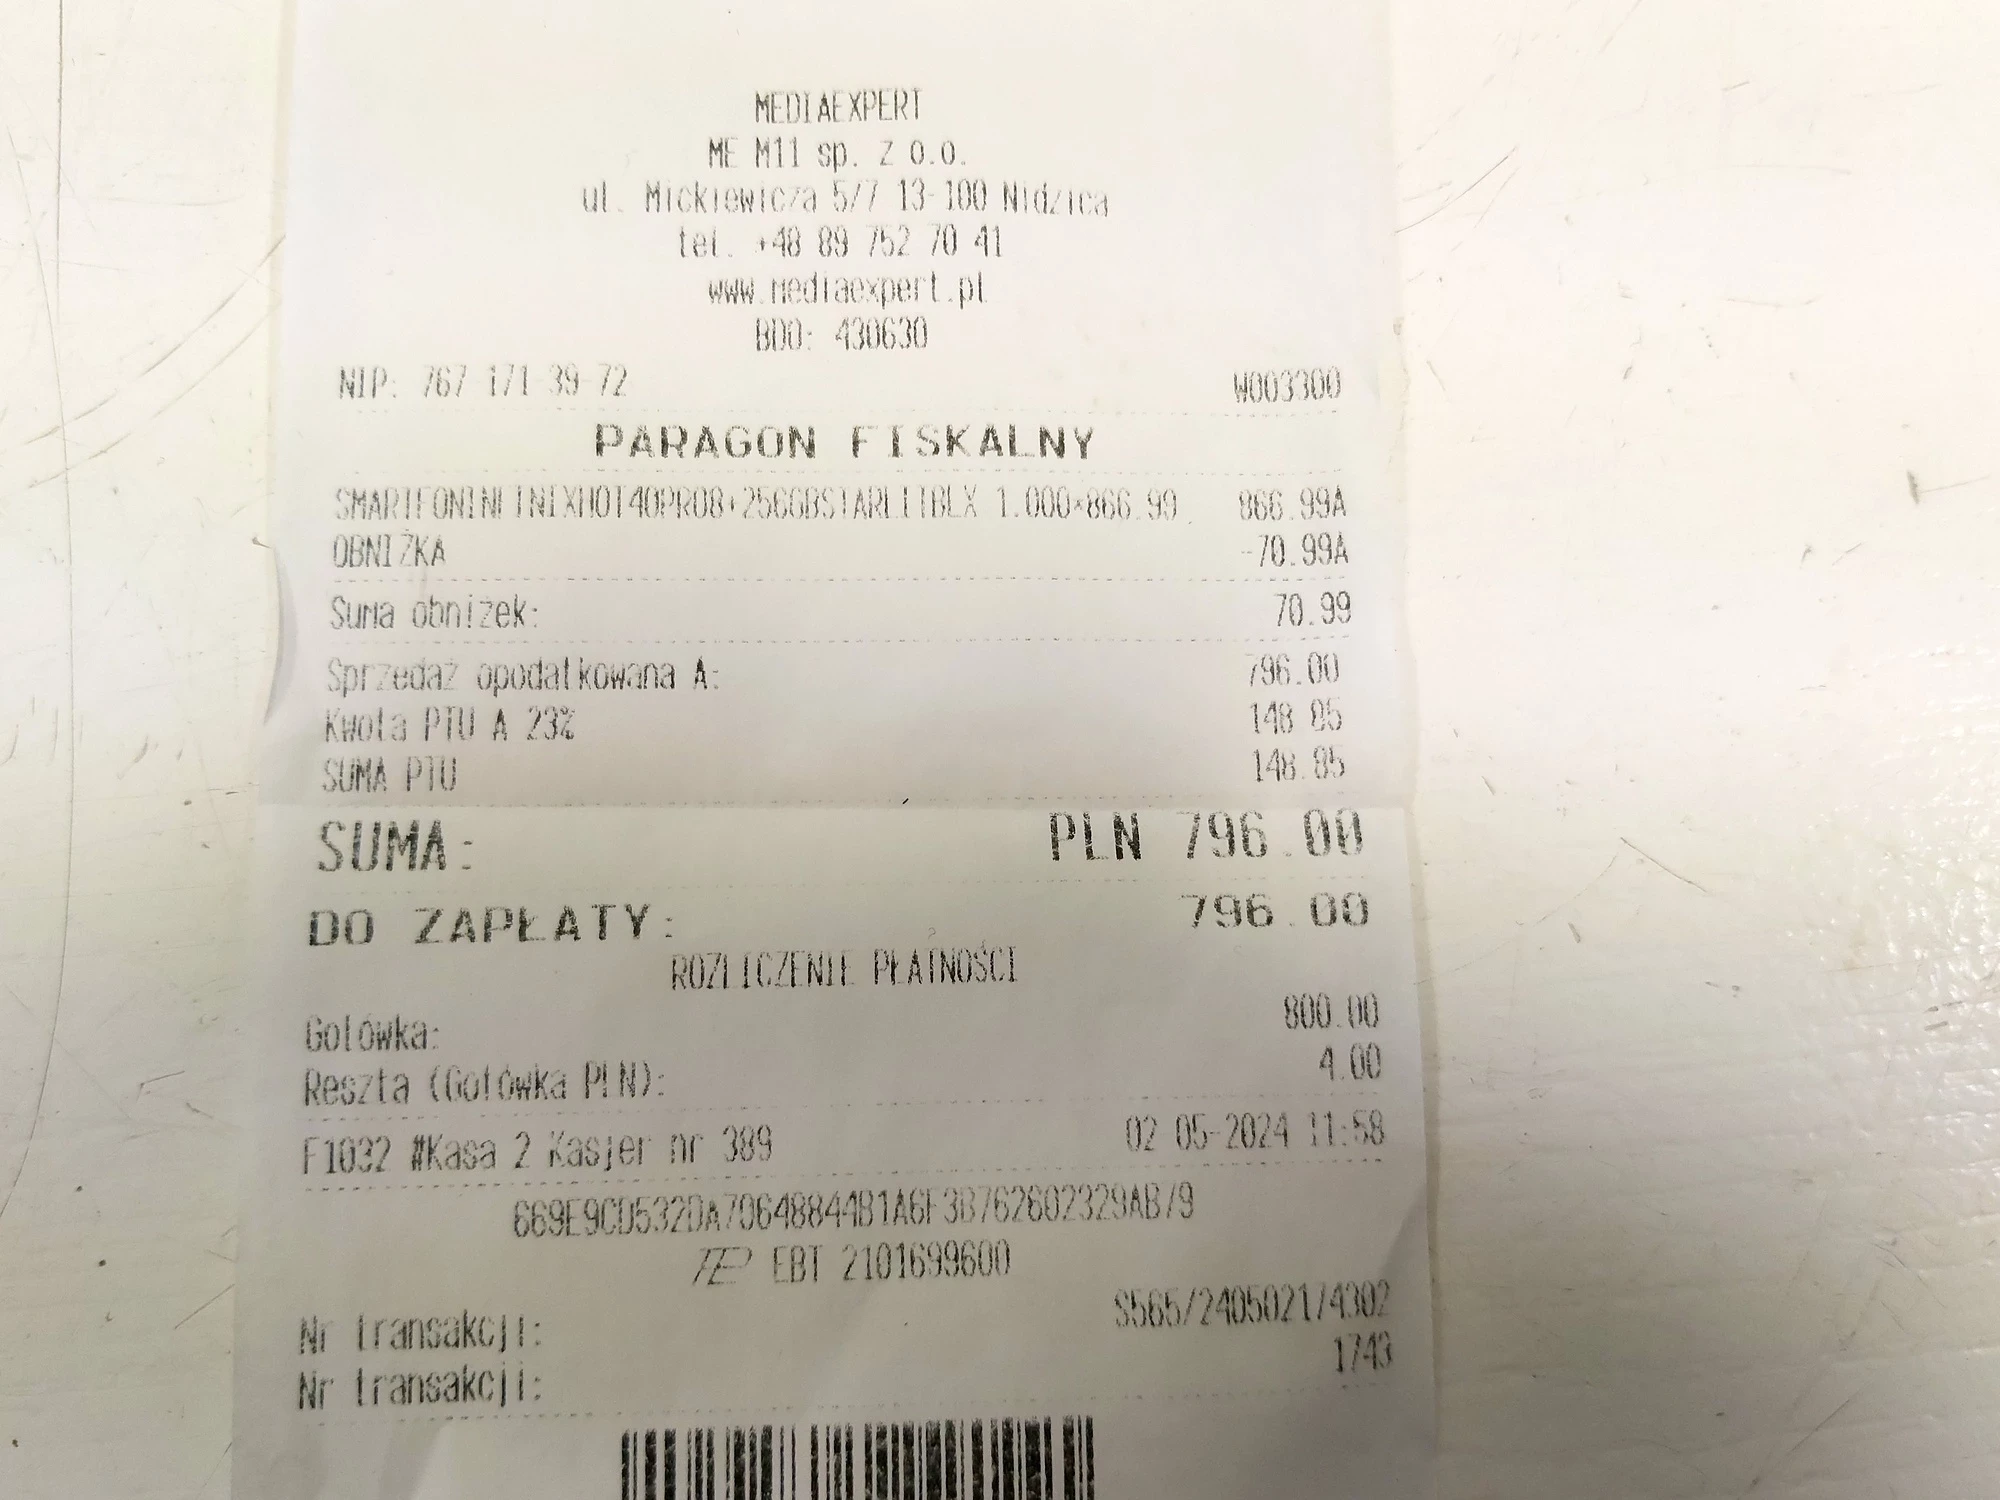 MEDIAEXPERT
ME M11 sp. Z o.o.
ul. Mickiewicza 5/7 13-100 Nidzica
tel. +48 89 752 70 41
www.mediaexpert.pl
BDO: 430630
NIP: 767 171 39 72 W003300
PARAGON FISKALNY
SMARTFONINFINIXHOT40PRO8+256GBSTARLITBLX 1.000×866.99 866.99A
OBNIŻKA -70.99A
Suma obniżek: 70.99
Sprzedaż opodatkowana A: 796.00
Kwota PTU A 23% 148.85
SUMA PTU 148.85
SUMA: PLN 796.00
DO ZAPŁATY: 796.00
ROZLICZENIE PŁATNOŚCI
Gotówka: 800.00
Reszta (Gotówka PLN): 4.00
F1032 #Kasa 2 Kasjer nr 389 02-05-2024 11:58
669E9CD532DA70648844B1A6F3B762602329AB79
EBT 2101699600
Nr transakcji: S565/24050217/4302
Nr transakcji: 1743